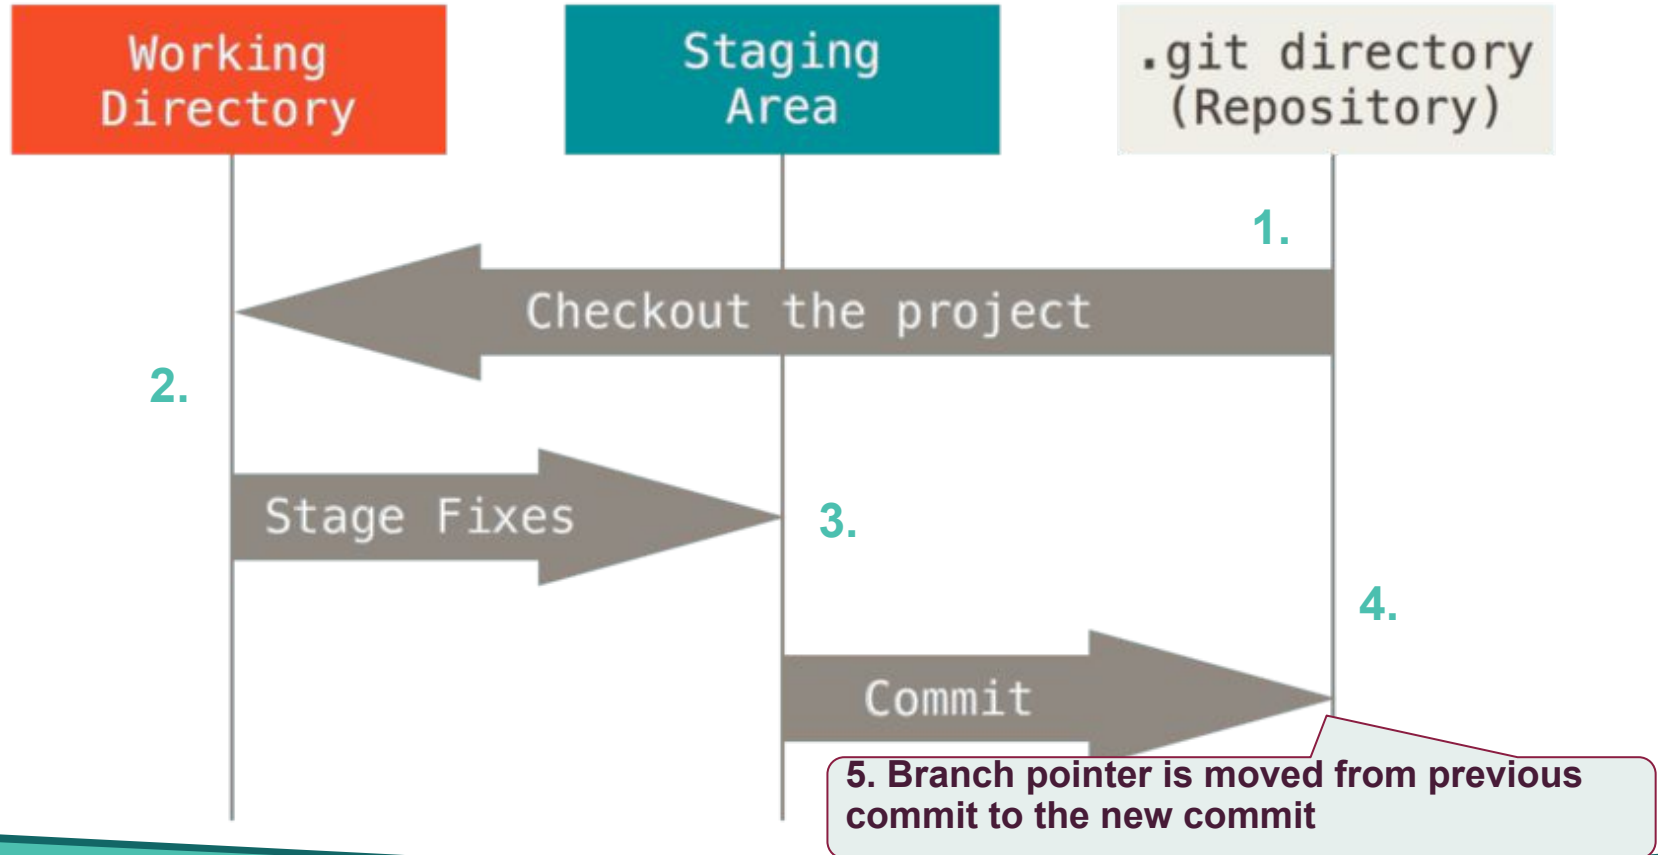 Working
Directory
Staging
Area
.git directory
(Repository)
1.
Checkout the project
2.
Stage Fixes
3.
4.
Commit
5. Branch pointer is moved from previous
commit to the new commit